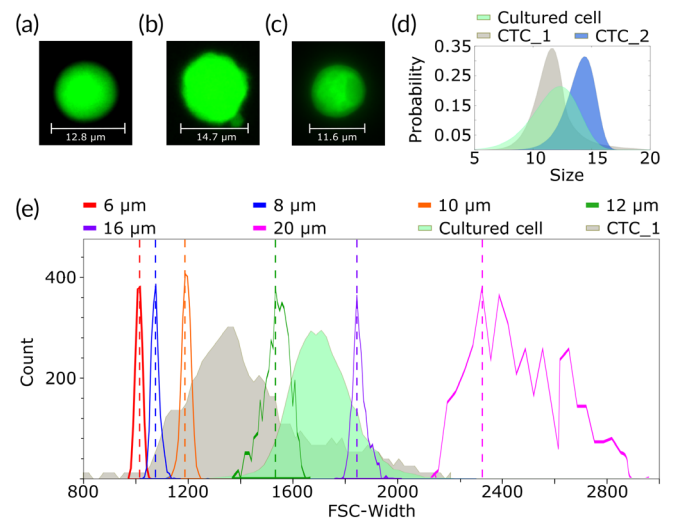 (a) (b) (c) (d)
Cultured cell
CTC_1 CTC_2
12.8 µm
14.7 µm
11.6 µm
Probability
0.35
0.25
0.15
0.05
5 10 15 20
Size
(e)
6 µm 8 µm 10 µm 12 µm
16 µm 20 µm Cultured cell CTC_1
Count
400
200
800 1200 1600 2000 2400 2800
FSC-Width